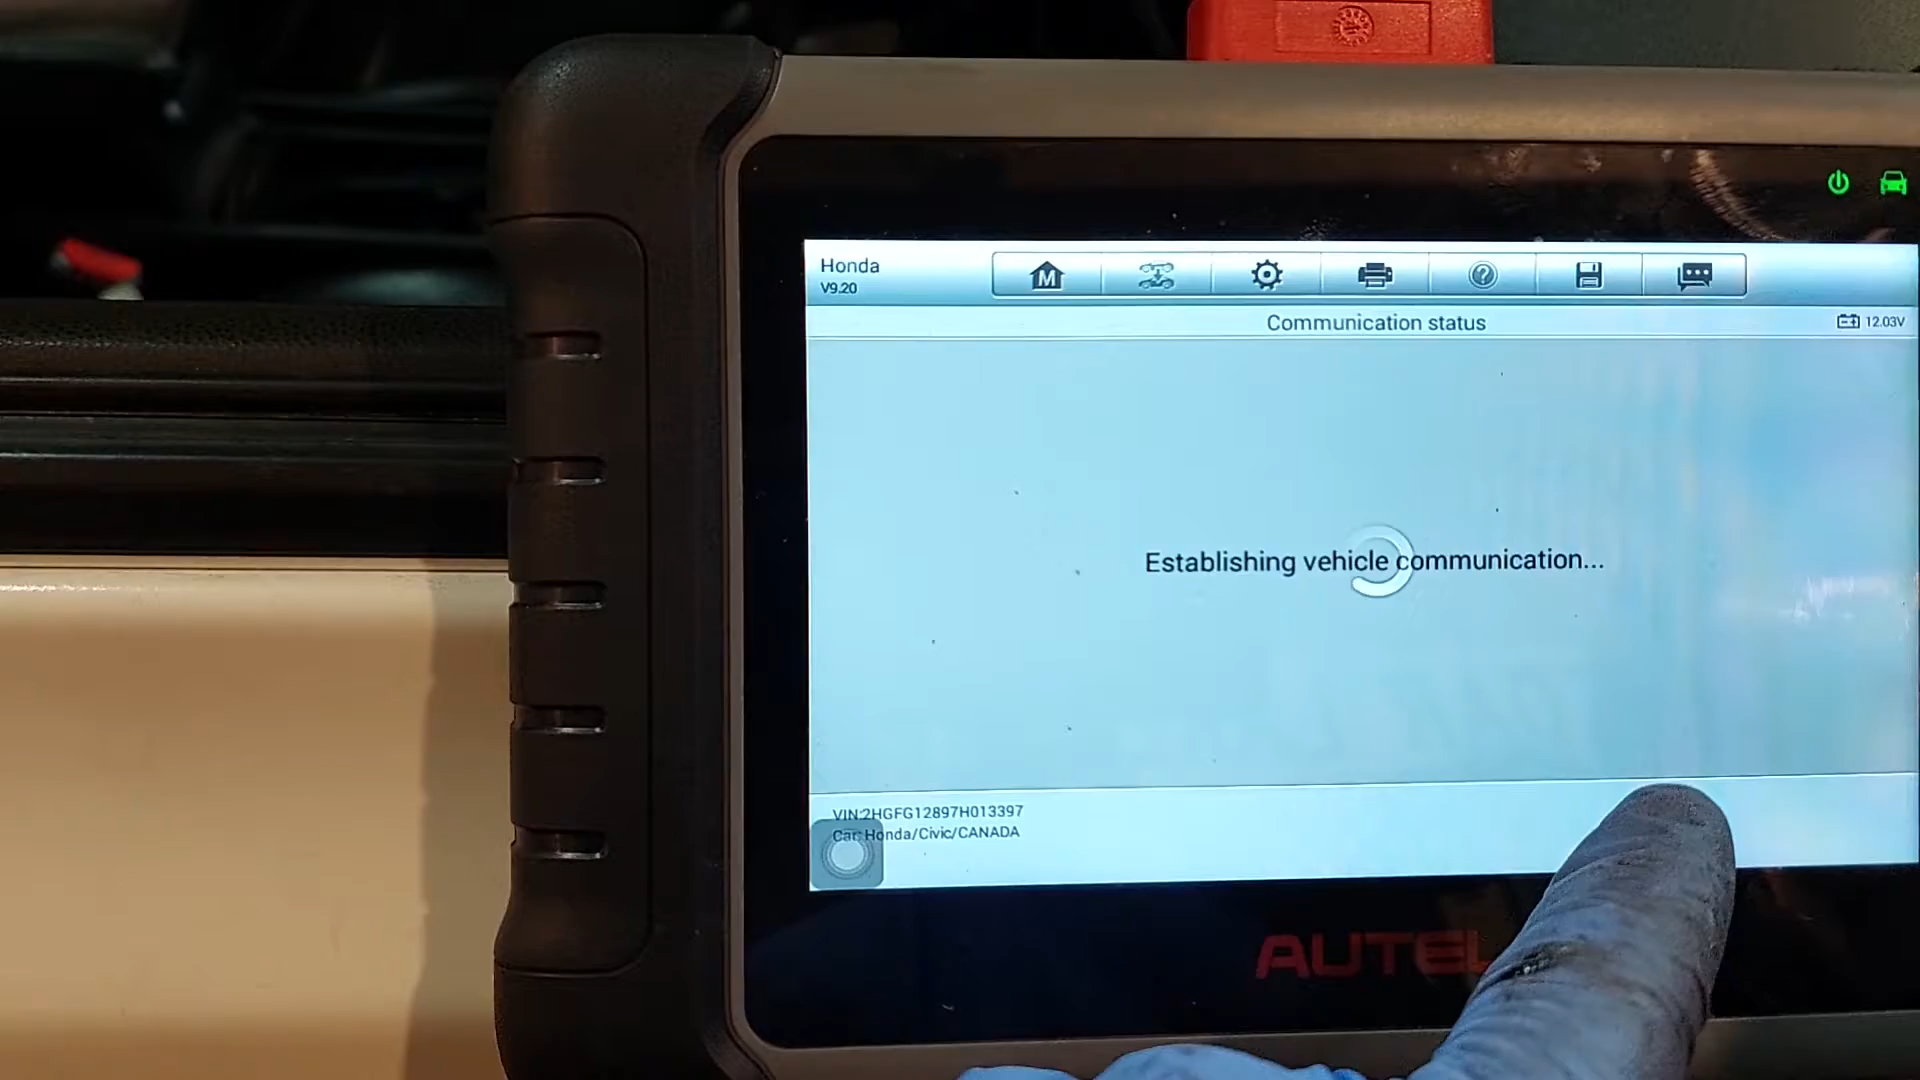 Honda
V9.20
M
Communication status
12.03V
Establishing vehicle communication...
VIN:2HGFG12897H013397
Car: Honda/Civic/CANADA
AUTEL